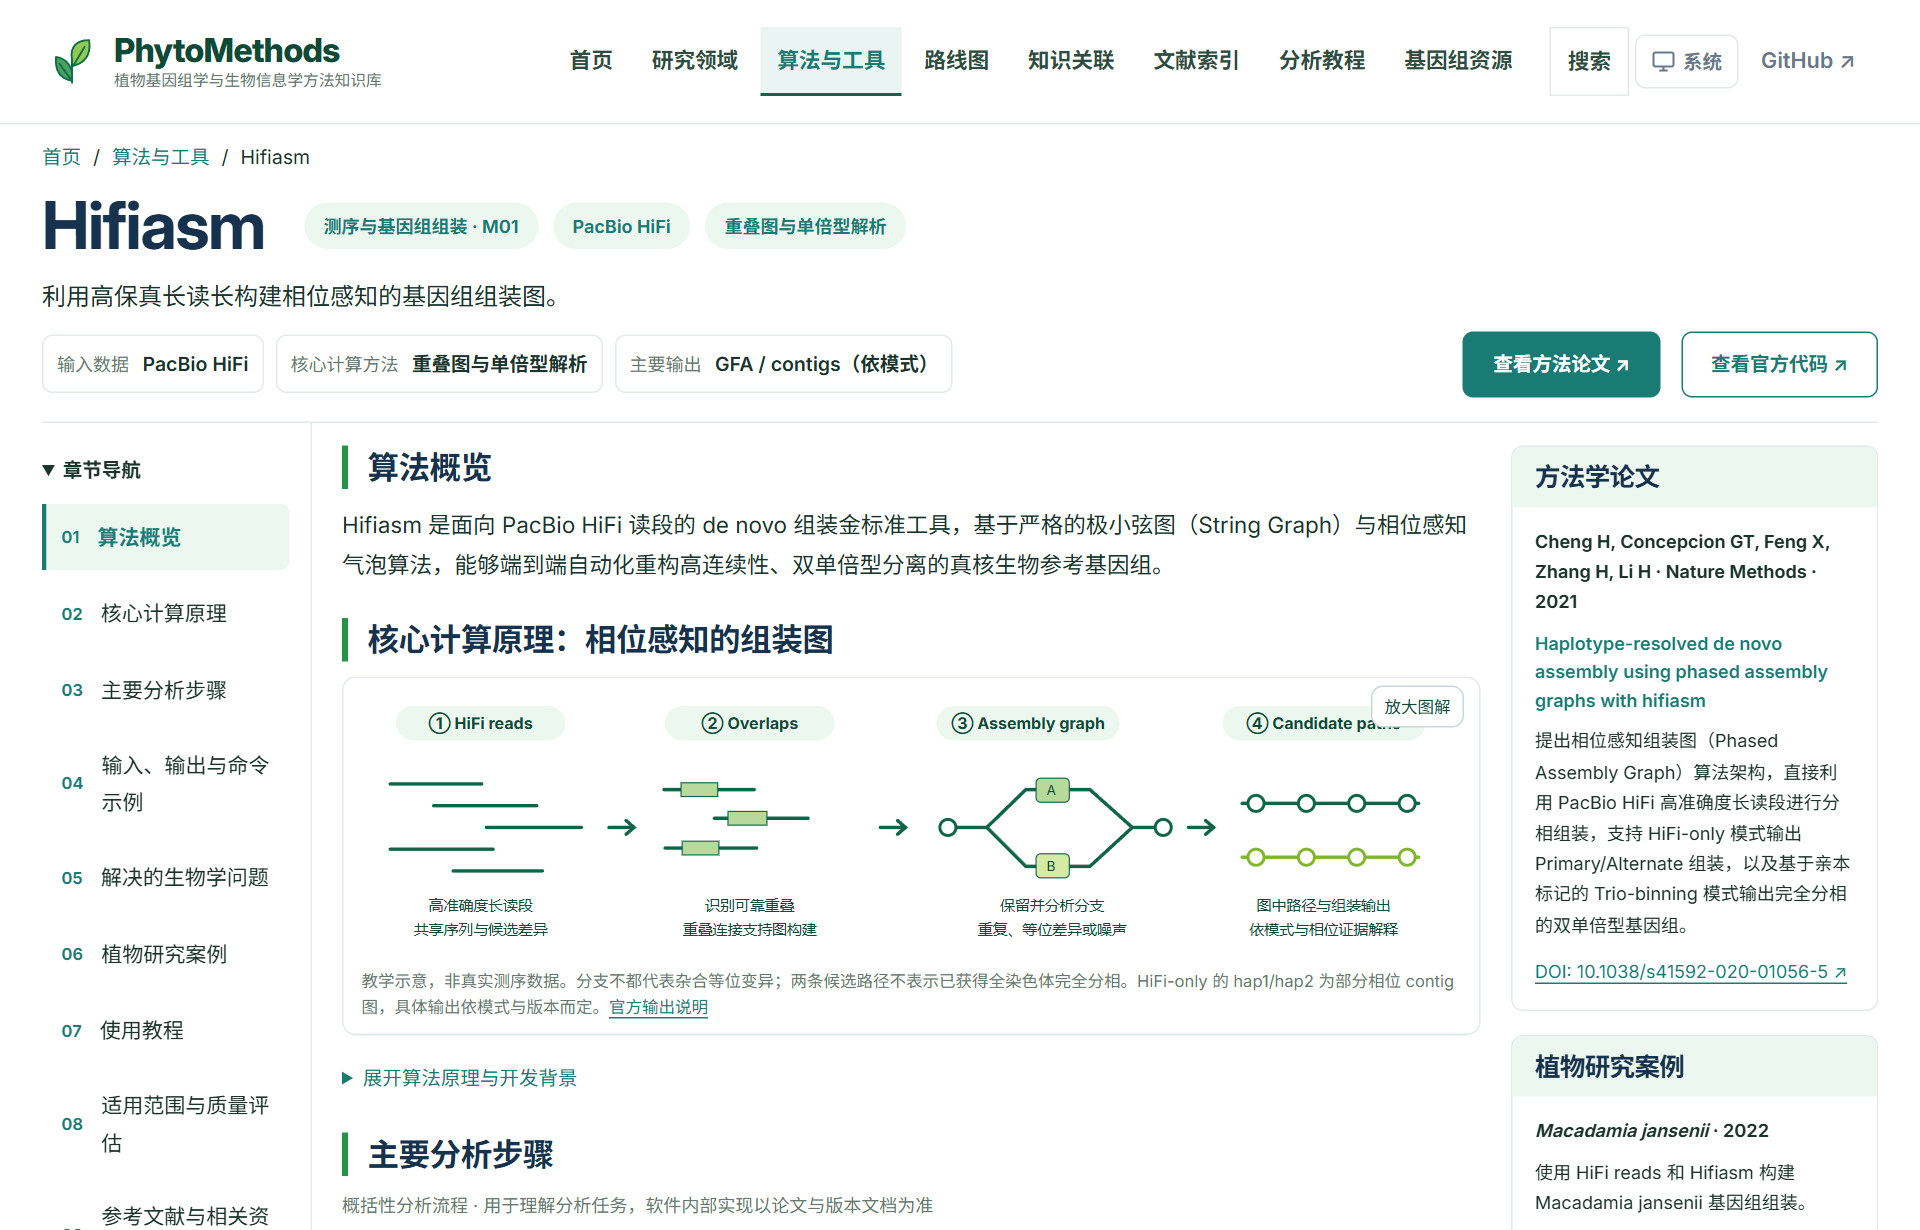 PhytoMethods
植物基因组学与生物信息学方法知识库
首页 研究领域 算法与工具 路线图 知识关联 文献索引 分析教程 基因组资源 搜索 系统 GitHub ↗
首页 / 算法与工具 / Hifiasm
Hifiasm 测序与基因组组装 · M01 PacBio HiFi 重叠图与单倍型解析
利用高保真长读长构建相位感知的基因组组装图。
输入数据 PacBio HiFi 核心计算方法 重叠图与单倍型解析 主要输出 GFA / contigs（依模式） 查看方法论文 ↗ 查看官方代码 ↗
▼ 章节导航
01 算法概览
02 核心计算原理
03 主要分析步骤
04 输入、输出与命令
示例
05 解决的生物学问题
06 植物研究案例
07 使用教程
08 适用范围与质量评
估
参考文献与相关资
算法概览
Hifiasm 是面向 PacBio HiFi 读段的 de novo 组装金标准工具，基于严格的极小弦图（String Graph）与相位感知
气泡算法，能够端到端自动化重构高连续性、双单倍型分离的真核生物参考基因组。
核心计算原理：相位感知的组装图
放大图解
① HiFi reads ② Overlaps ③ Assembly graph ④ Candidate
A
B
高准确度长读段
共享序列与候选差异
识别可靠重叠
重叠连接支持图构建
保留并分析分支
重复、等位差异或噪声
图中路径与组装输出
依模式与相位证据解释
教学示意，非真实测序数据。分支不都代表杂合等位变异；两条候选路径不表示已获得全染色体完全分相。HiFi-only 的 hap1/hap2 为部分相位 contig
图，具体输出依模式与版本而定。官方输出说明
▶ 展开算法原理与开发背景
主要分析步骤
概括性分析流程 · 用于理解分析任务，软件内部实现以论文与版本文档为准
方法学论文
Cheng H, Concepcion GT, Feng X,
Zhang H, Li H · Nature Methods ·
2021
Haplotype-resolved de novo
assembly using phased assembly
graphs with hifiasm
提出相位感知组装图（Phased
Assembly Graph）算法架构，直接利
用 PacBio HiFi 高准确度长读段进行分
相组装，支持 HiFi-only 模式输出
Primary/Alternate 组装，以及基于亲本
标记的 Trio-binning 模式输出完全分相
的双单倍型基因组。
DOI: 10.1038/s41592-020-01056-5 ↗
植物研究案例
Macadamia jansenii · 2022
使用 HiFi reads 和 Hifiasm 构建
Macadamia jansenii 基因组组装。